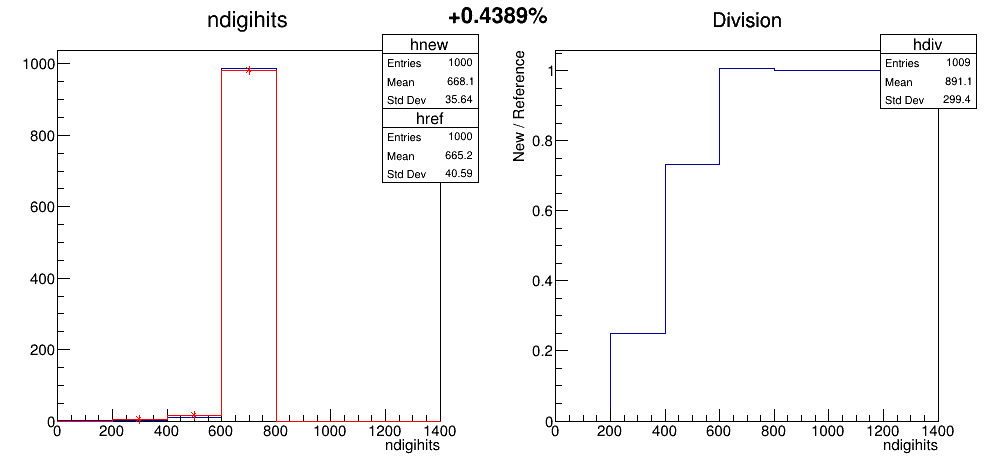 +0.4389%
ndigihits
hnew
Entries 1000
Mean 668.1
Std Dev 35.64
href
Entries 1000
Mean 665.2
Std Dev 40.59
1000
800
600
400
200
0
0 200 400 600 800 1000 1200 1400
ndigihits
Division
hdiv
Entries 1009
Mean 891.1
Std Dev 299.4
New / Reference
1
0.8
0.6
0.4
0.2
0
0 200 400 600 800 1000 1200 1400
ndigihits